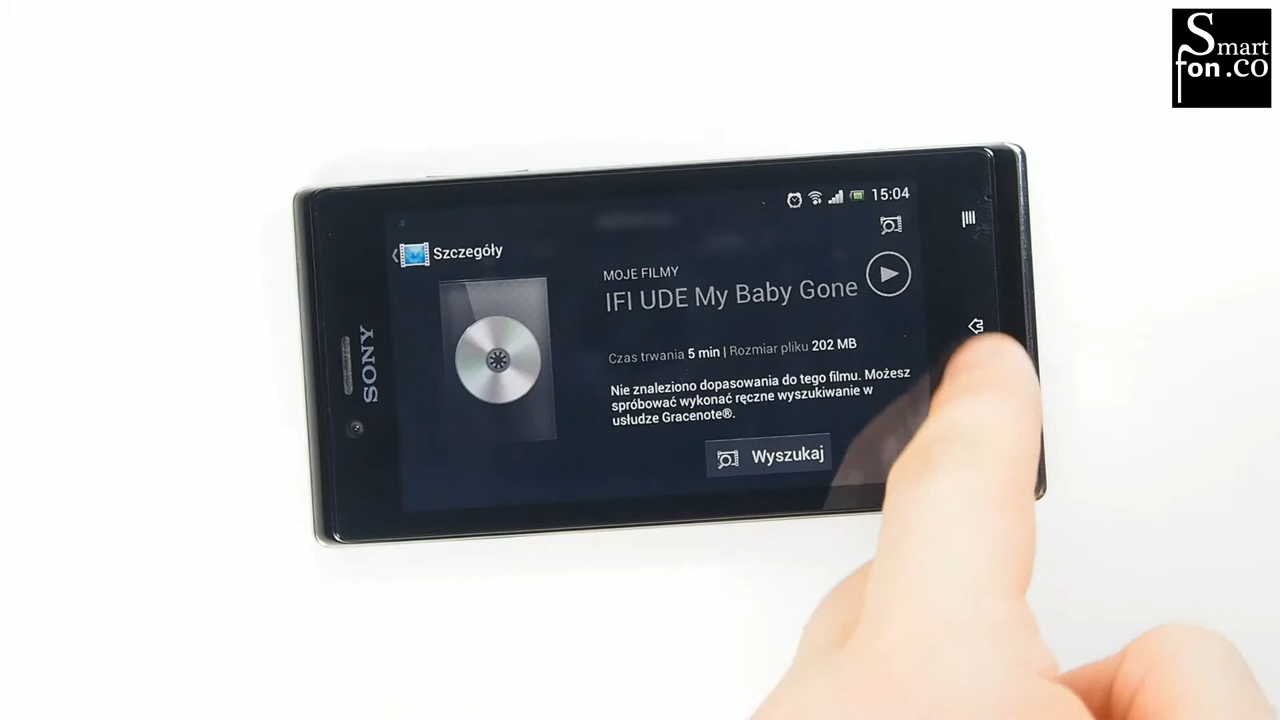 Smart
fon.co
15:04
Szczegóły
MOJE FILMY
IFI UDE My Baby Gone
Czas trwania 5 min | Rozmiar pliku 202 MB
Nie znaleziono dopasowania do tego filmu. Możesz
spróbować wykonać ręczne wyszukiwanie w
usłudze Gracenote®.
Wyszukaj
SONY